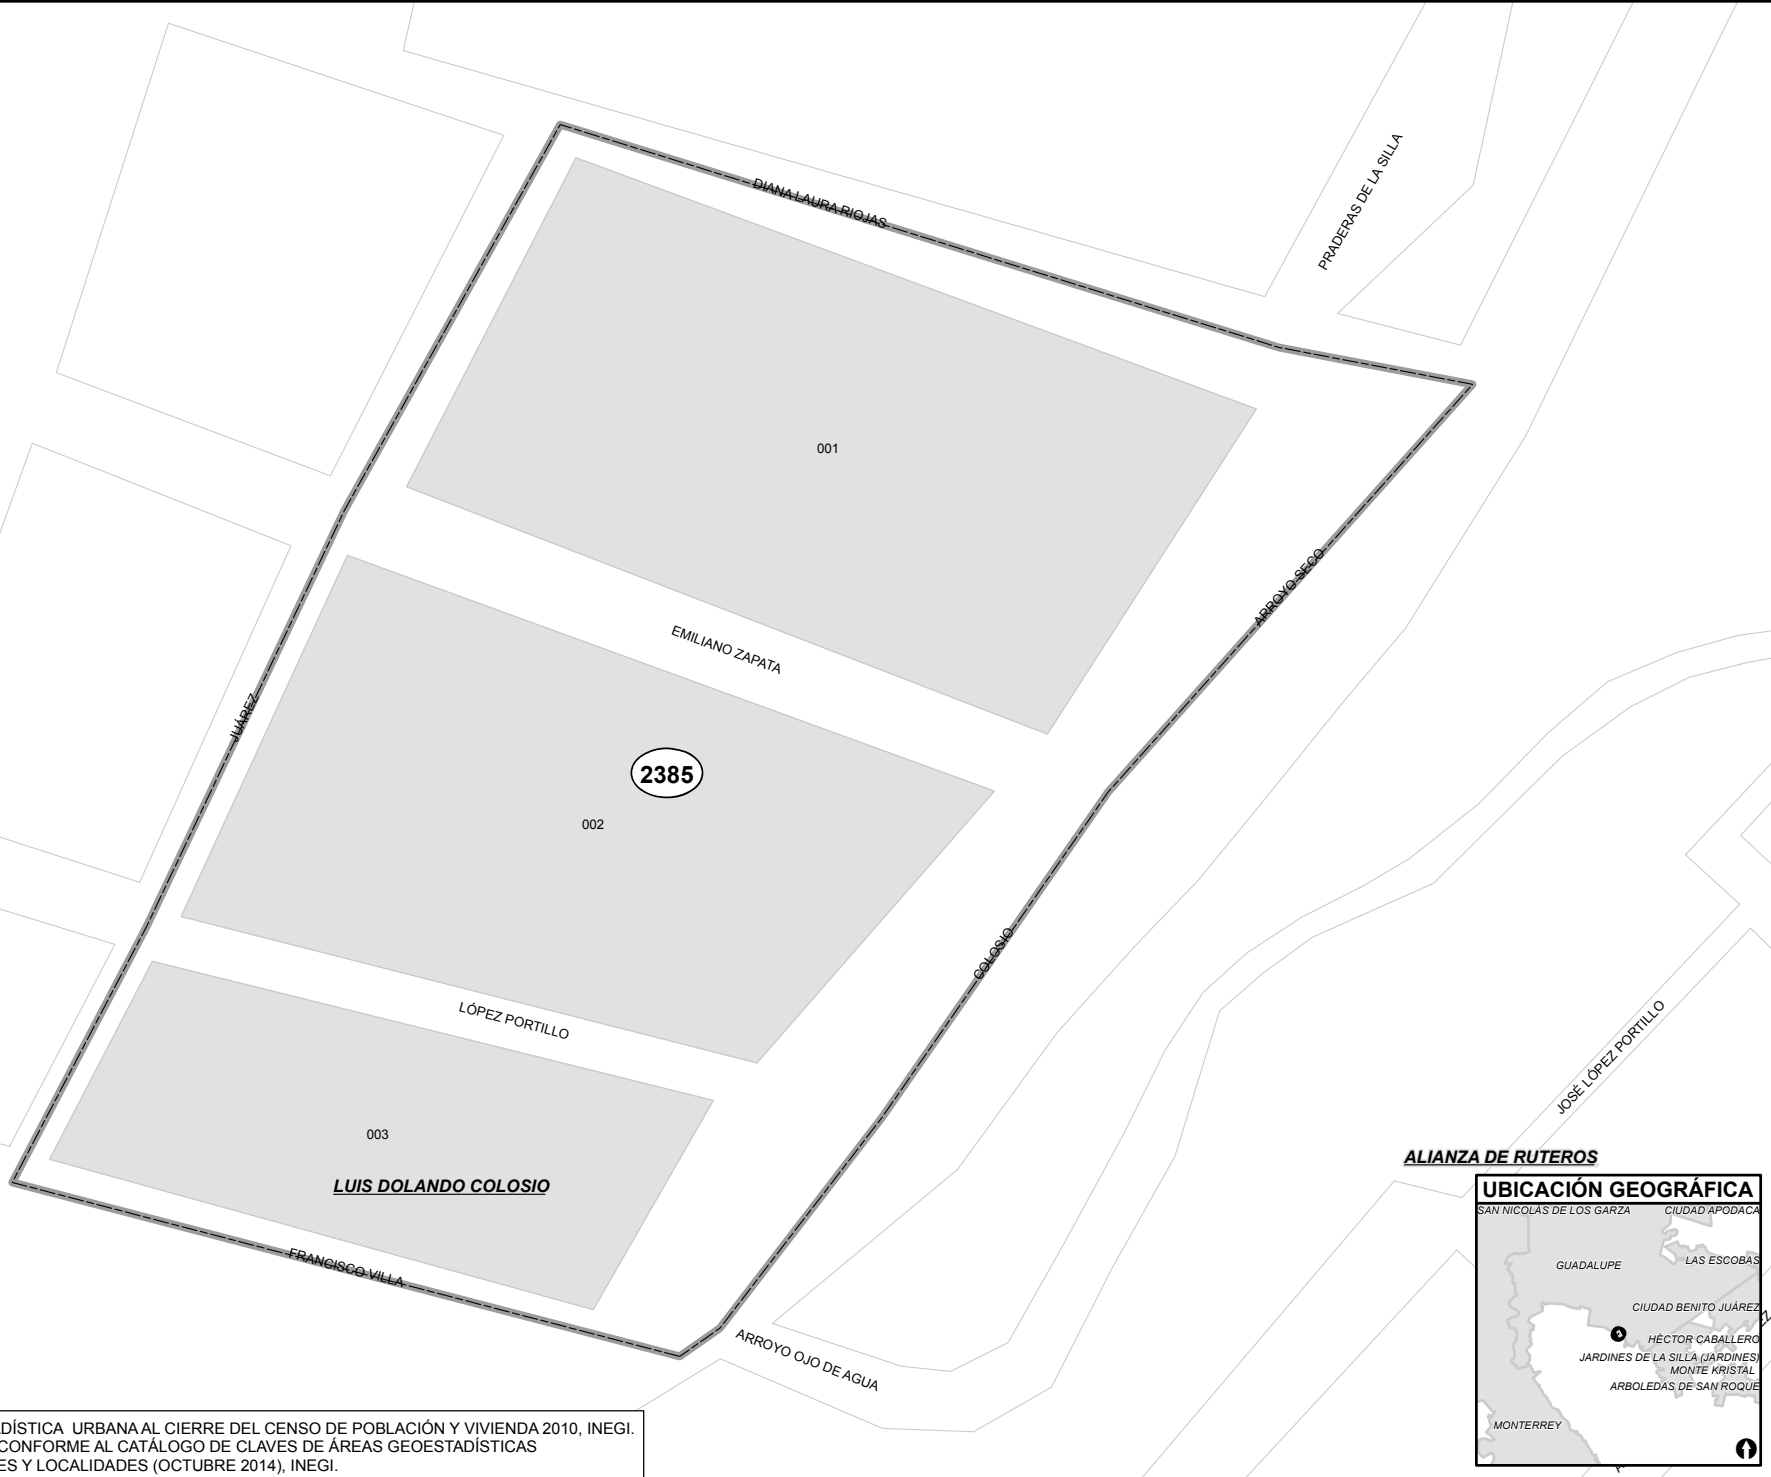 PRADERAS DE LA SILLA
DIANA LAURA RIOJAS
001
ARROYO SECO
EMILIANO ZAPATA
JUÁREZ
2385
002
COLOSIO
LÓPEZ PORTILLO
JOSÉ LÓPEZ PORTILLO
003
LUIS DOLANDO COLOSIO
FRANCISCO VILLA
ARROYO OJO DE AGUA
ALIANZA DE RUTEROS
UBICACIÓN GEOGRÁFICA
SAN NICOLÁS DE LOS GARZA CIUDAD APODACA
GUADALUPE LAS ESCOBAS
CIUDAD BENITO JUÁREZ
HÉCTOR CABALLERO
JARDINES DE LA SILLA (JARDINES)
MONTE KRISTAL
ARBOLEDAS DE SAN ROQUE
MONTERREY
ADÍSTICA URBANA AL CIERRE DEL CENSO DE POBLACIÓN Y VIVIENDA 2010, INEGI.
CONFORME AL CATÁLOGO DE CLAVES DE ÁREAS GEOESTADÍSTICAS
ES Y LOCALIDADES (OCTUBRE 2014), INEGI.